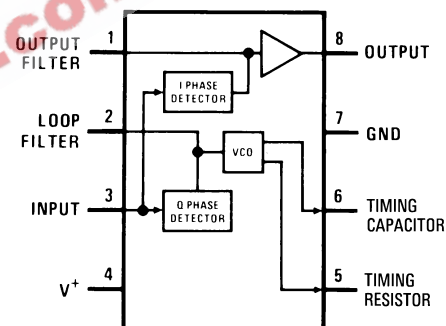 .CO
1
OUTPUT
FILTER
8
OUTPUT
I PHASE
DETECTOR
2
LOOP
FILTER
7
GND
VCO
3
INPUT
Q PHASE
DETECTOR
6
TIMING
CAPACITOR
4
V+
5
TIMING
RESISTOR